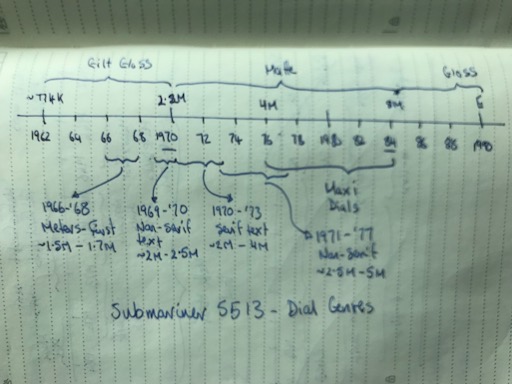 Gilt Gloss Matte Gloss
~774K 2.2M 4M 8M E
1962 64 66 68 1970 72 74 76 78 1980 82 84 86 88 1990
Maxi
Dials
1966-'68
Meters-First
~1.5M - 1.7M
1969-'70
Non-serif
text
~2M-2.5M
1970-'73
Serif text
~2M - 4M
1971-'77
Non-Serif
~2.5M-5M
Submariner 5513 - Dial Genres